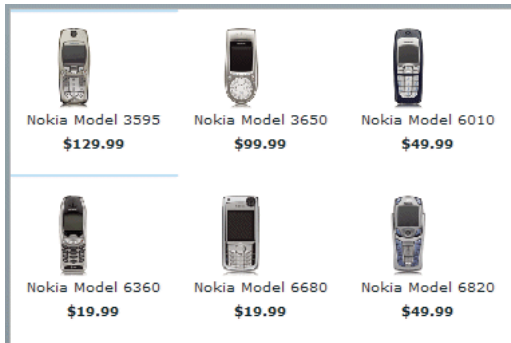 Nokia Model 3595 Nokia Model 3650 Nokia Model 6010
$129.99 $99.99 $49.99
Nokia Model 6360 Nokia Model 6680 Nokia Model 6820
$19.99 $19.99 $49.99